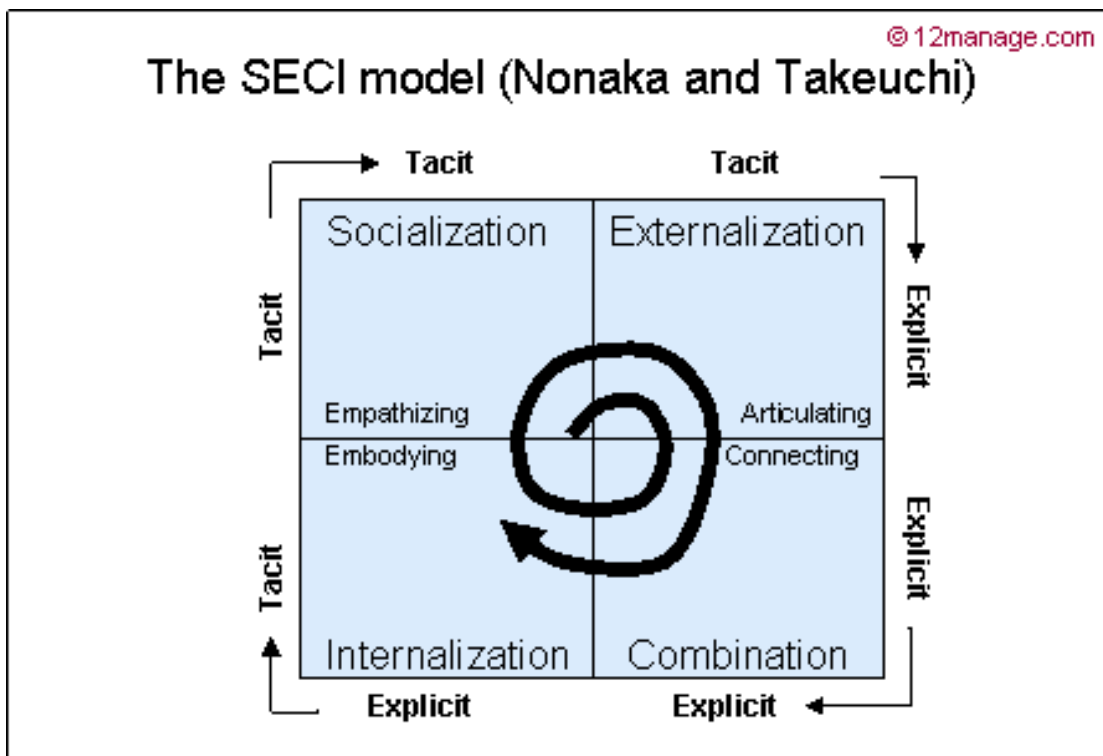 © 12manage.com
The SECI model (Nonaka and Takeuchi)
Tacit
Tacit
Socialization
Externalization
Tacit
Explicit
Empathizing
Articulating
Embodying
Connecting
Tacit
Explicit
Internalization
Combination
Explicit
Explicit